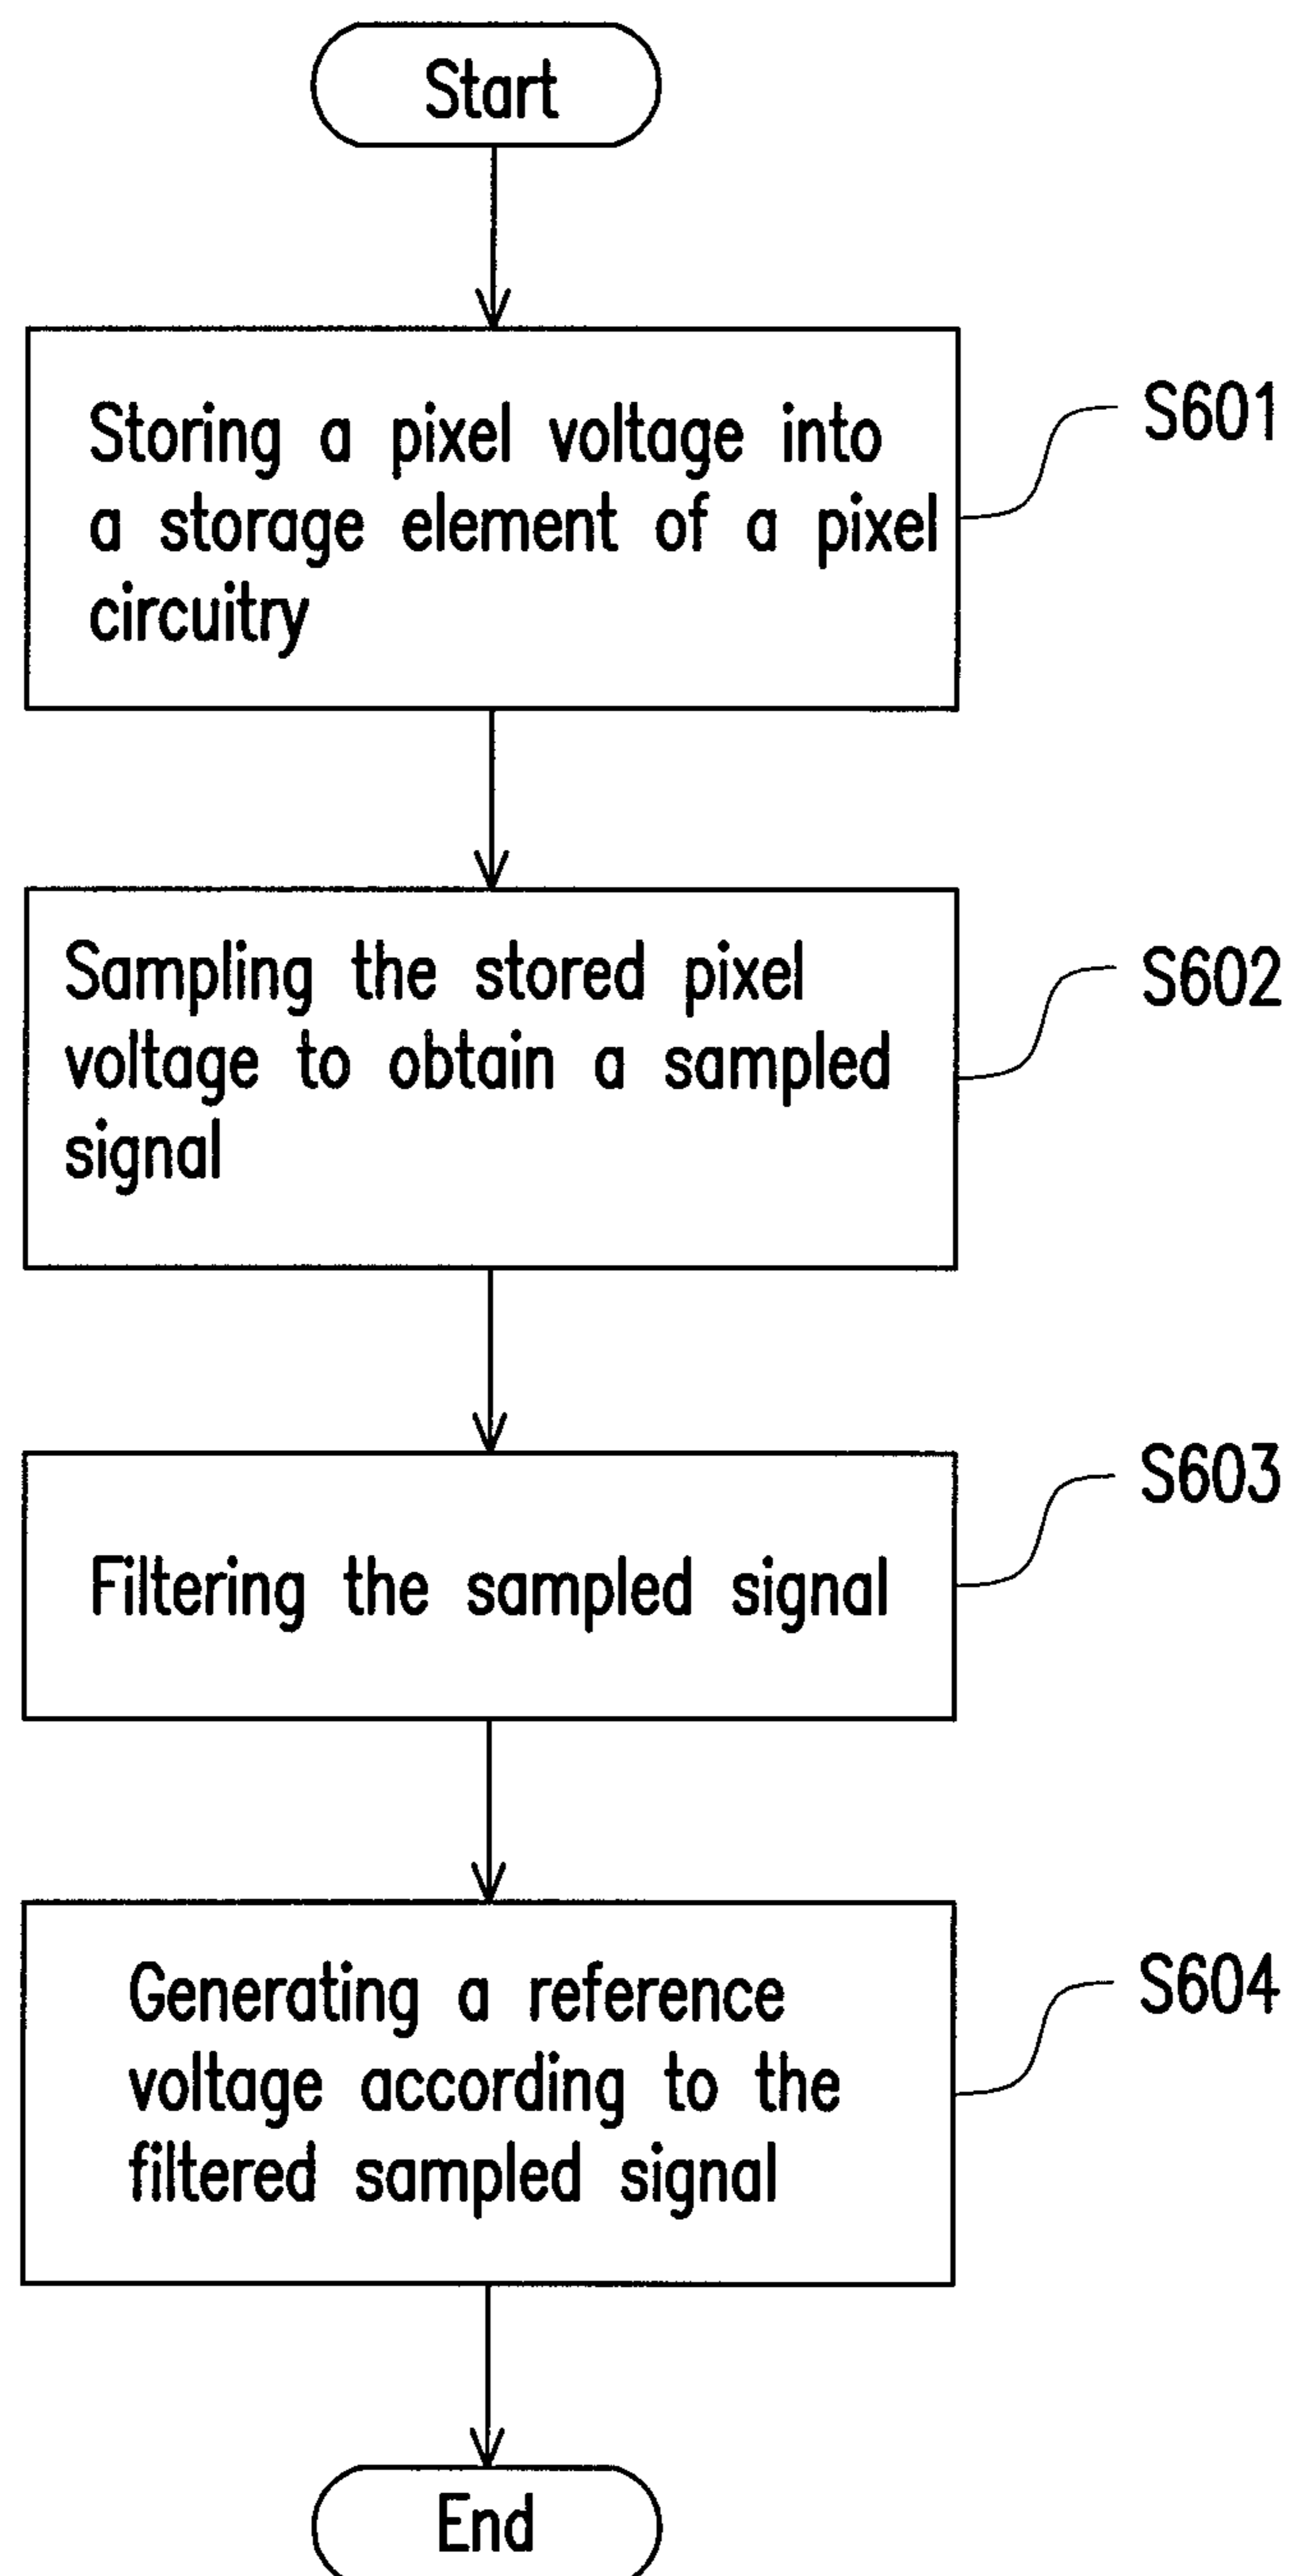 Start
Storing a pixel voltage into
a storage element of a pixel
circuitry
S601
Sampling the stored pixel
voltage to obtain a sampled
signal
S602
Filtering the sampled signal
S603
Generating a reference
voltage according to the
filtered sampled signal
S604
End